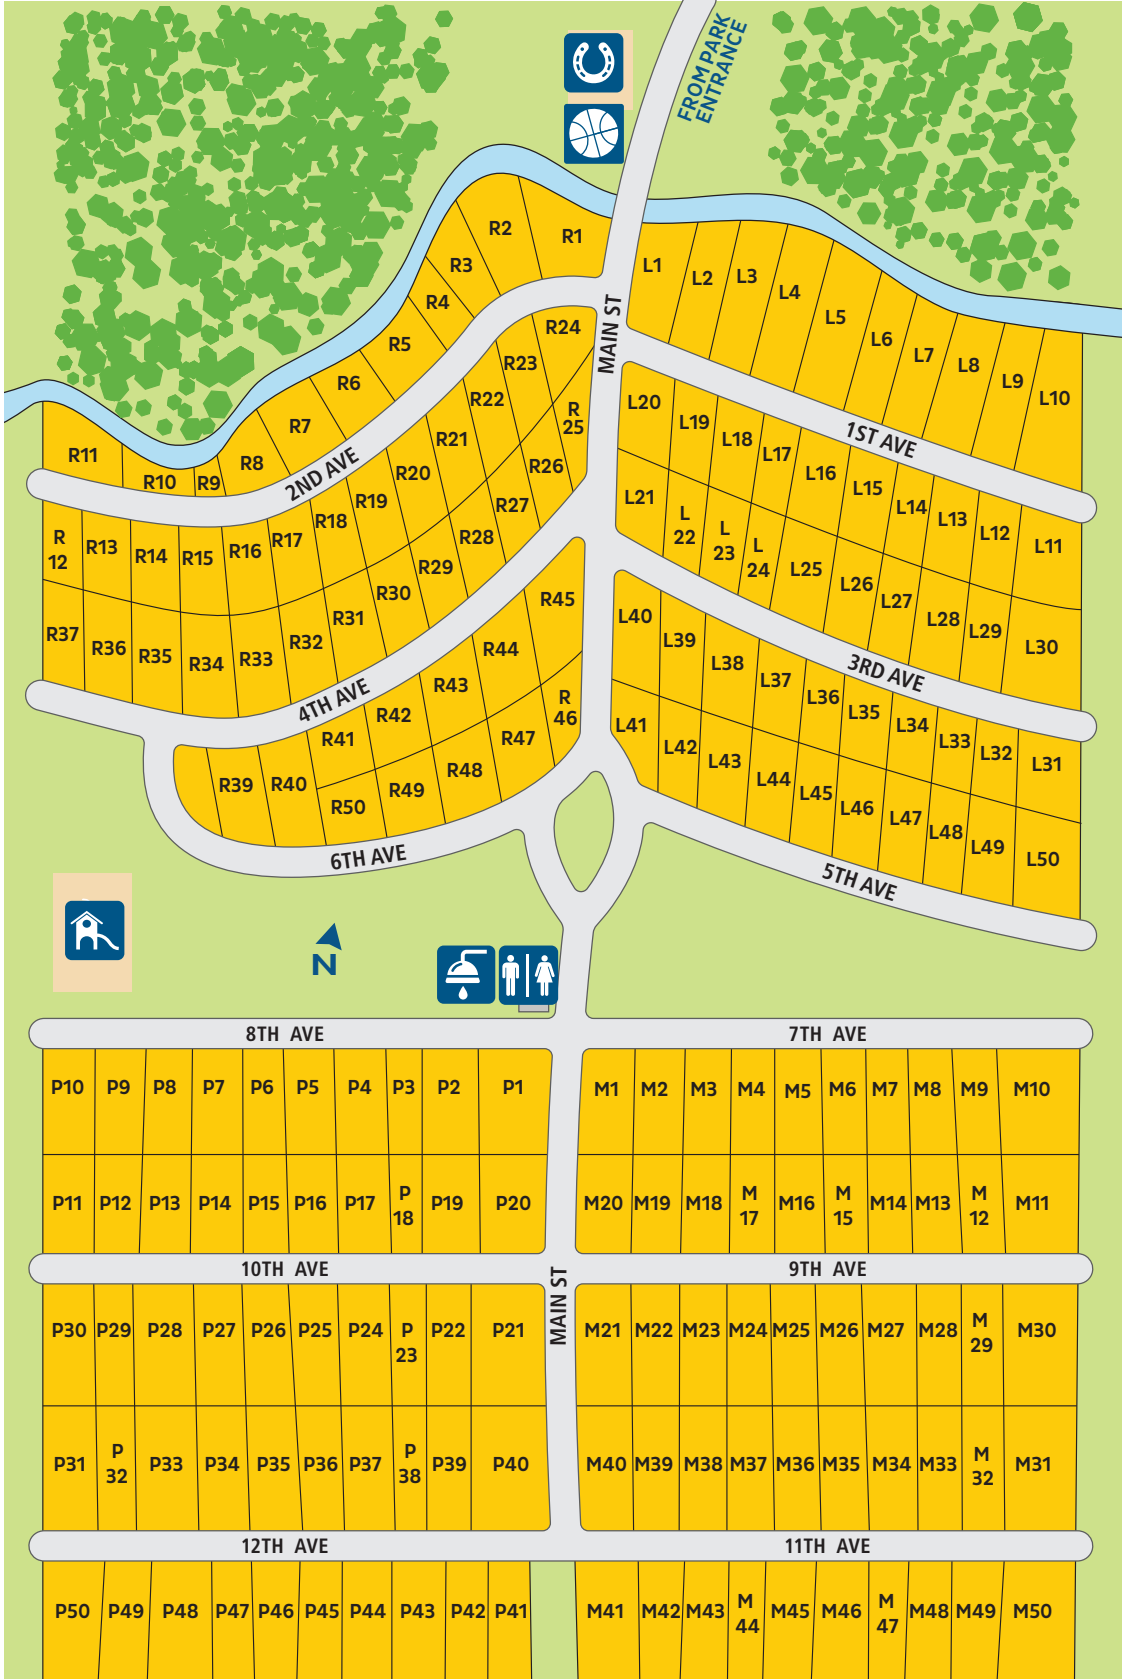 FROM PARK
ENTRANCE
R2
R1
R3
R4
R5
R6
R7
R8
R9
R10
R11
L1
L2
L3
L4
L5
L6
L7
L8
L9
L10
MAIN ST
1ST AVE
2ND AVE
R24
R23
R22
R21
R20
R19
R18
R17
R16
R15
R14
R13
R
12
R
25
R26
R27
R28
R29
R30
R31
R32
R33
R34
R35
R36
R37
L20
L19
L18
L17
L16
L15
L14
L13
L12
L11
L21
L
22
L
23
L
24
L25
L26
L27
L28
L29
L30
4TH AVE
3RD AVE
R45
R44
R43
R42
R41
R40
R39
R
46
R47
R48
R49
R50
L40
L39
L38
L37
L36
L35
L34
L33
L32
L31
L41
L42
L43
L44
L45
L46
L47
L48
L49
L50
6TH AVE
5TH AVE
N
8TH AVE
7TH AVE
P10
P9
P8
P7
P6
P5
P4
P3
P2
P1
M1
M2
M3
M4
M5
M6
M7
M8
M9
M10
P11
P12
P13
P14
P15
P16
P17
P
18
P19
P20
M20
M19
M18
M
17
M16
M
15
M14
M13
M
12
M11
10TH AVE
MAIN ST
9TH AVE
P30
P29
P28
P27
P26
P25
P24
P
23
P22
P21
M21
M22
M23
M24
M25
M26
M27
M28
M
29
M30
P31
P
32
P33
P34
P35
P36
P37
P
38
P39
P40
M40
M39
M38
M37
M36
M35
M34
M33
M
32
M31
12TH AVE
11TH AVE
P50
P49
P48
P47
P46
P45
P44
P43
P42
P41
M41
M42
M43
M
44
M45
M46
M
47
M48
M49
M50